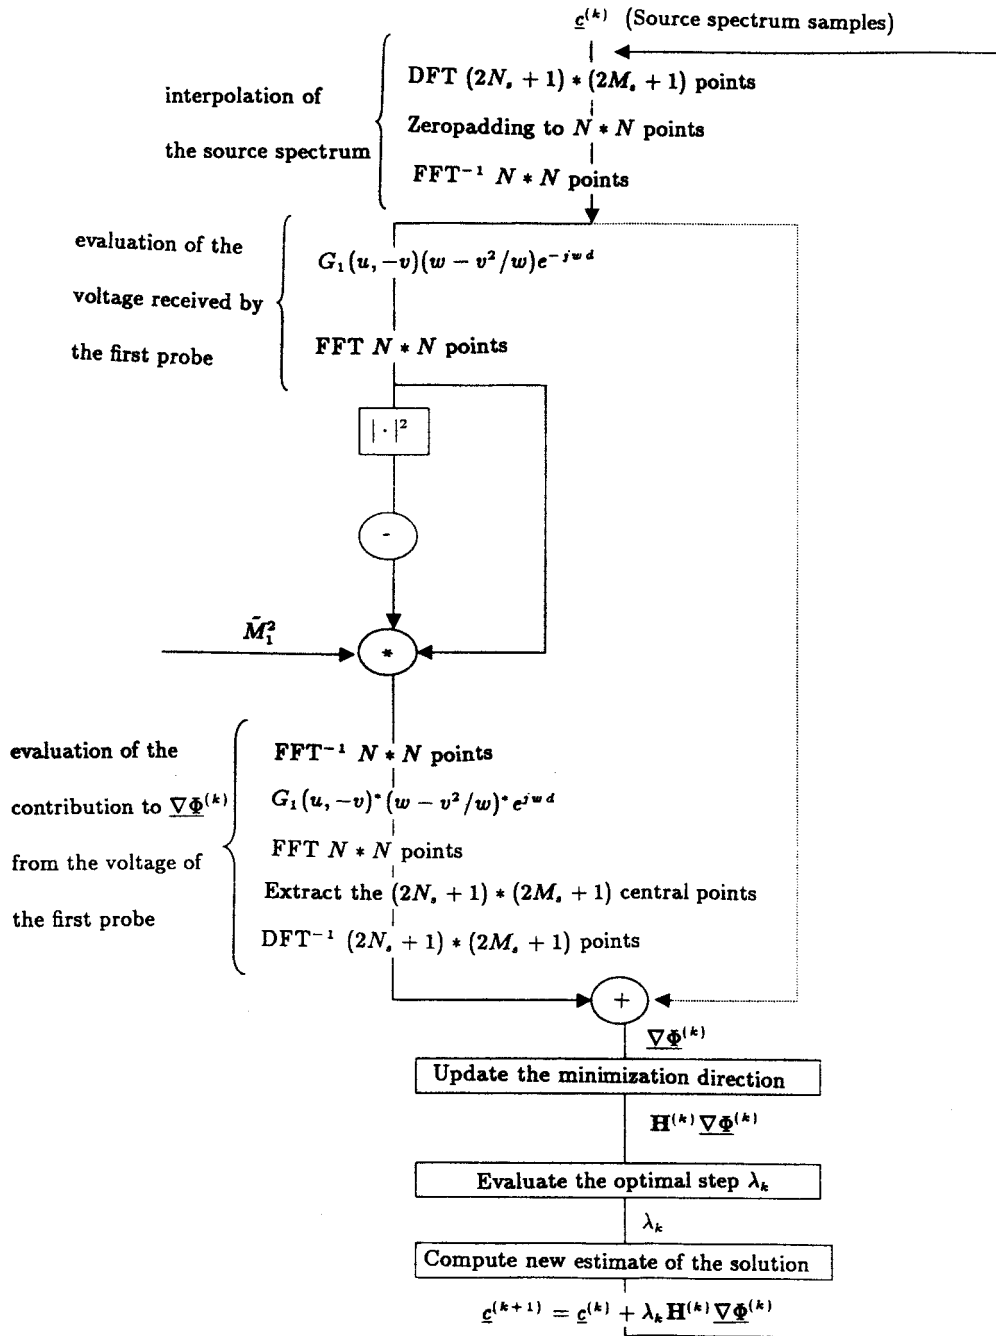 c^(k) (Source spectrum samples)
DFT (2N_s + 1) * (2M_s + 1) points
interpolation of
Zeropadding to N * N points
the source spectrum
FFT^-1 N * N points
evaluation of the
G_1(u, -v)(w - v^2/w)e^{-jwd}
voltage received by
the first probe
FFT N * N points
| · |^2
-
M̃_1^2
*
evaluation of the
FFT^-1 N * N points
contribution to ∇Φ^(k)
G_1(u, -v)^*(w - v^2/w)^* e^{jwd}
from the voltage of
FFT N * N points
Extract the (2N_s + 1) * (2M_s + 1) central points
the first probe
DFT^-1 (2N_s + 1) * (2M_s + 1) points
+
∇Φ^(k)
Update the minimization direction
H^(k) ∇Φ^(k)
Evaluate the optimal step λ_k
λ_k
Compute new estimate of the solution
c^(k+1) = c^(k) + λ_k H^(k) ∇Φ^(k)